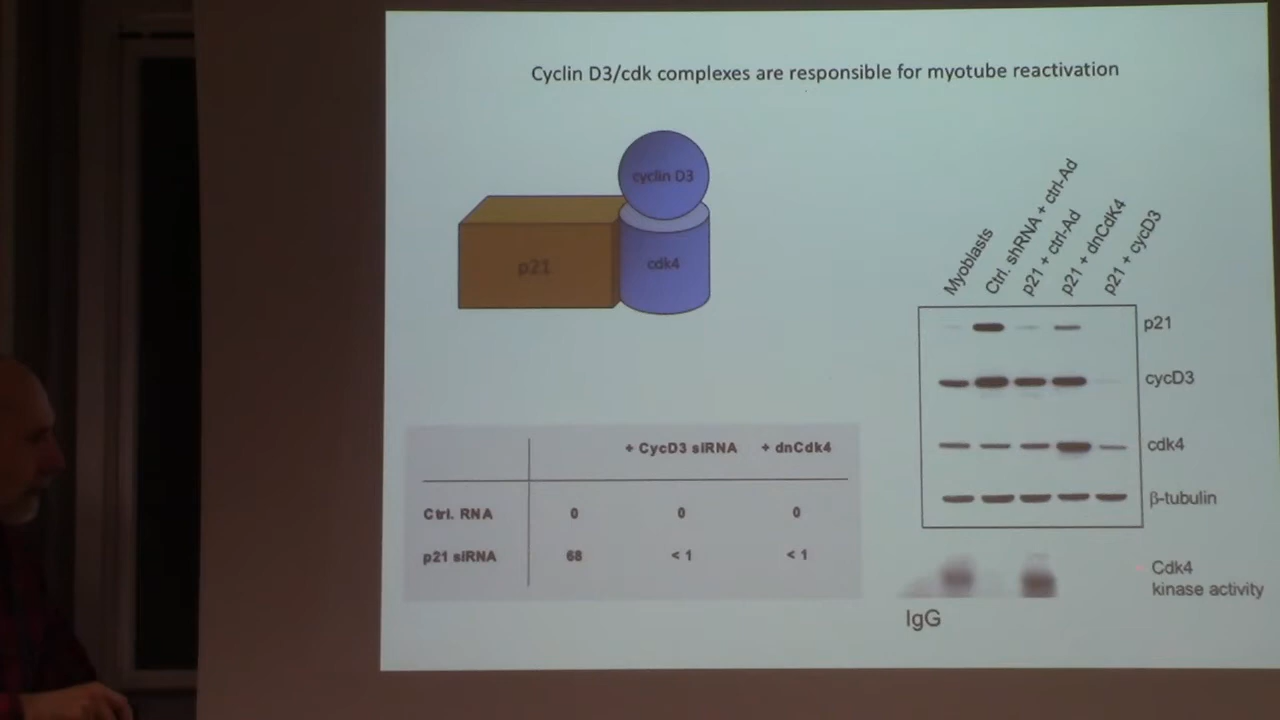 Cyclin D3/cdk complexes are responsible for myotube reactivation
cyclin D3
p21
cdk4
+ CycD3 siRNA + dnCdk4
Ctrl. RNA 0 0 0
p21 siRNA 68 < 1 < 1
Myoblasts
Ctrl. shRNA + ctrl-Ad
p21 + ctrl-Ad
p21 + dnCdK4
p21 + cycD3
p21
cycD3
cdk4
β-tubulin
Cdk4
kinase activity
IgG